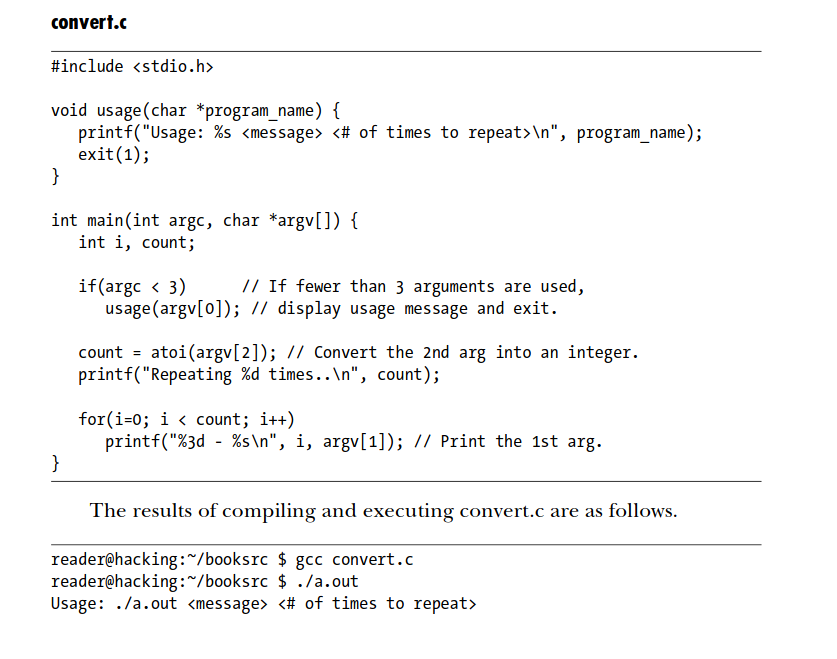 convert.c
#include <stdio.h>
void usage(char *program_name) {
printf("Usage: %s <message> <# of times to repeat>\n", program_name);
exit(1);
}
int main(int argc, char *argv[]) {
int i, count;
if(argc < 3) // If fewer than 3 arguments are used,
usage(argv[0]); // display usage message and exit.
count = atoi(argv[2]); // Convert the 2nd arg into an integer.
printf("Repeating %d times..\n", count);
for(i=0; i < count; i++)
printf("%3d - %s\n", i, argv[1]); // Print the 1st arg.
}
The results of compiling and executing convert.c are as follows.
reader@hacking:~/booksrc $ gcc convert.c
reader@hacking:~/booksrc $ ./a.out
Usage: ./a.out <message> <# of times to repeat>